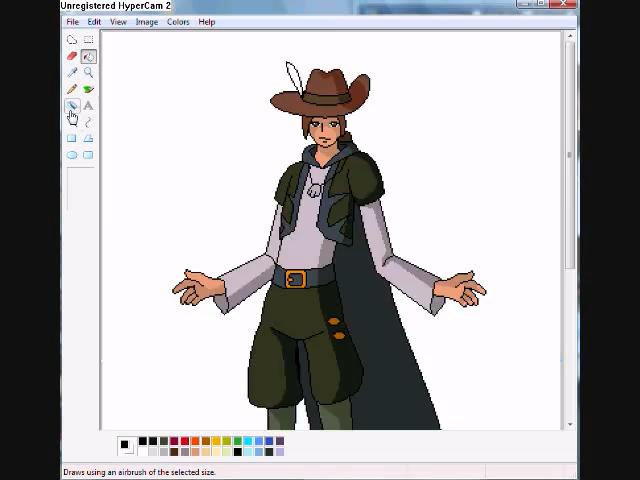 Unregistered HyperCam 2
File Edit View Image Colors Help
A
Draws using an airbrush of the selected size.